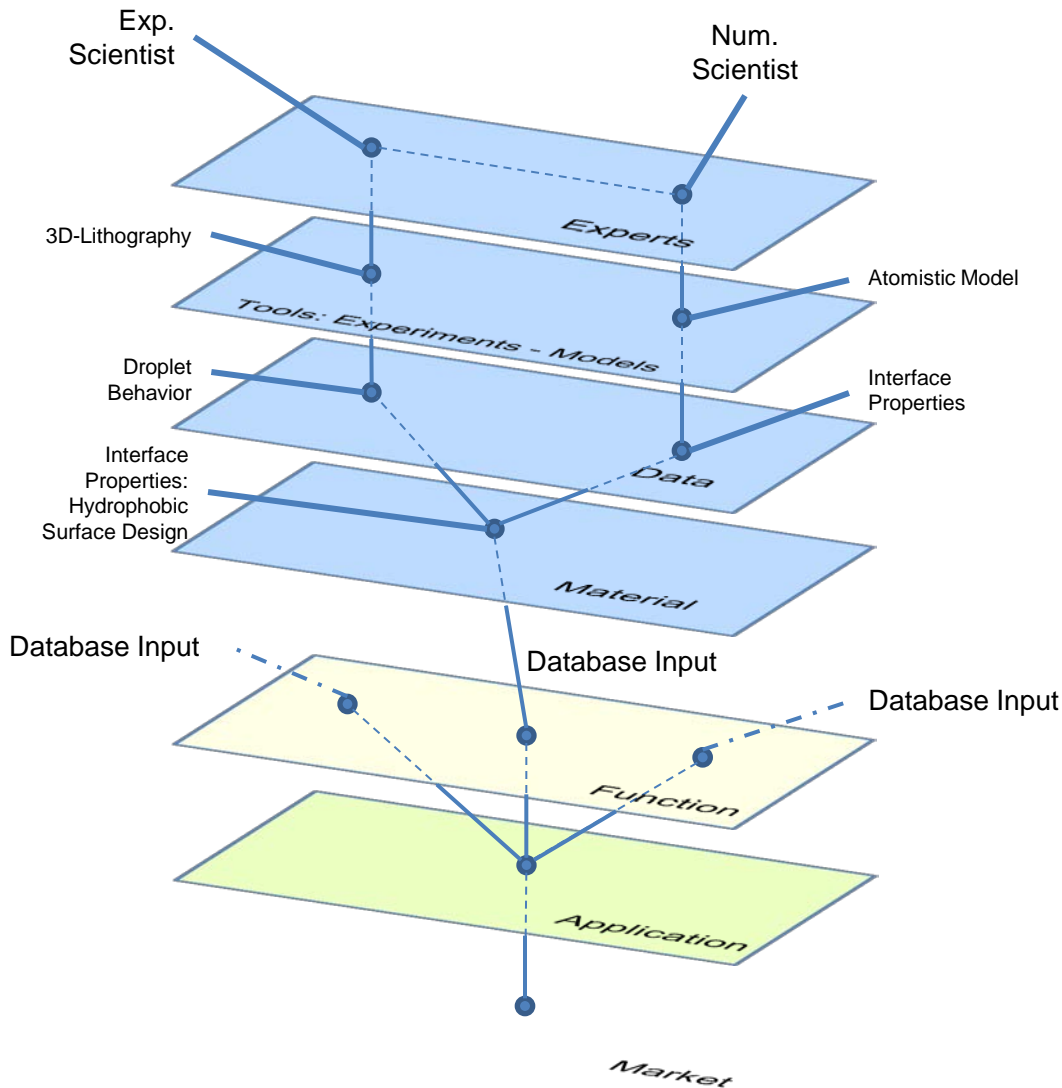 Exp.
Scientist
Num.
Scientist
Experts
3D-Lithography
Atomistic Model
Tools: Experiments - Models
Droplet
Behavior
Interface
Properties
Data
Interface
Properties:
Hydrophobic
Surface Design
Material
Database Input
Database Input
Database Input
Function
Application
Market